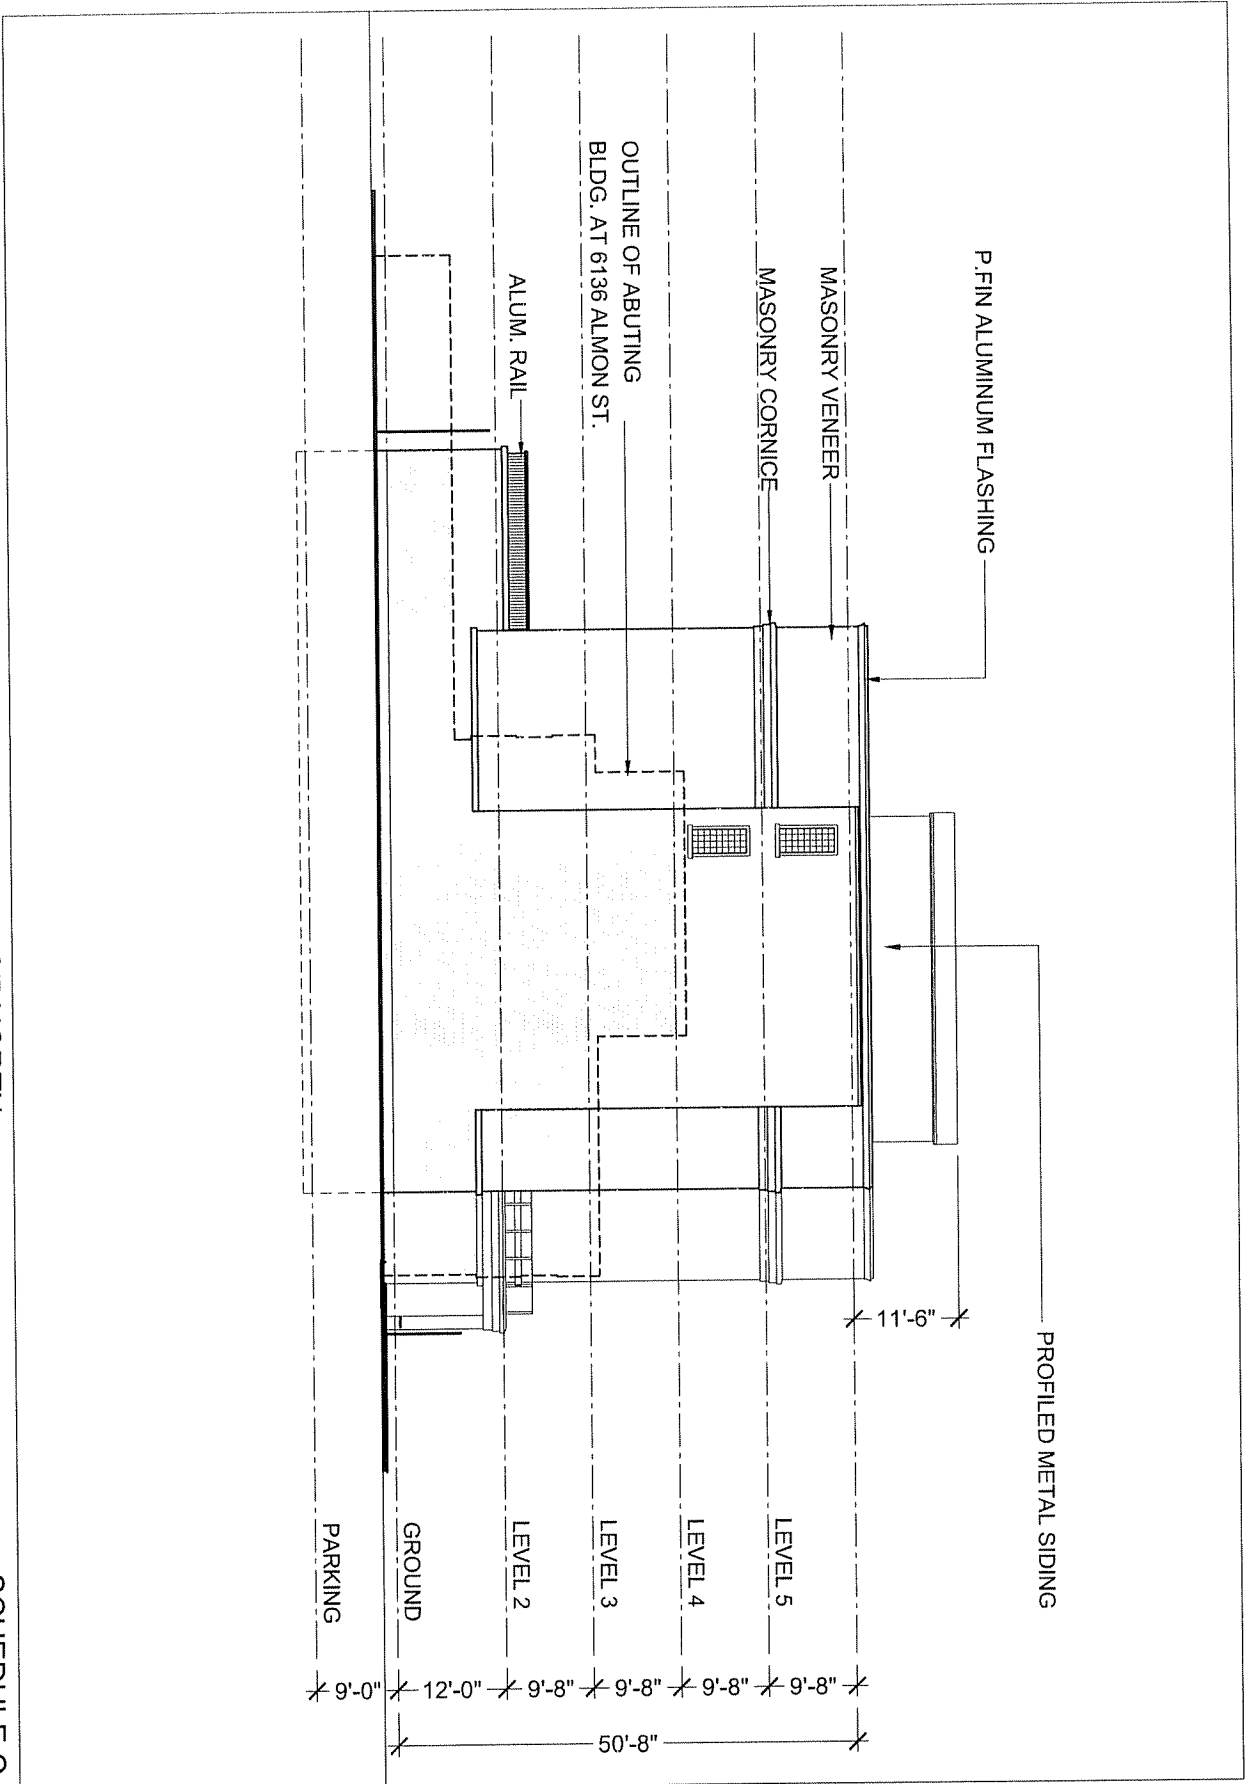 P.FIN ALUMINUM FLASHING
MASONRY VENEER
MASONRY CORNICE
OUTLINE OF ABUTING
BLDG. AT 6136 ALMON ST.
ALUM. RAIL
PROFILED METAL SIDING
11'-6"
LEVEL 5
LEVEL 4
LEVEL 3
LEVEL 2
GROUND
PARKING
9'-8"
9'-8"
9'-8"
9'-8"
12'-0"
9'-0"
50'-8"